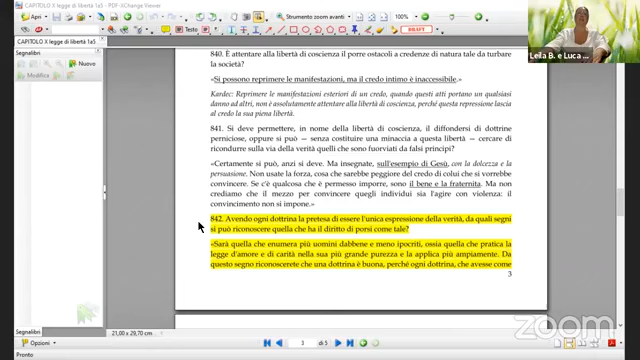 CAPITOLO X legge di libertà 1a5 - PDF-XChange Viewer
Apri
Strumento zoom avanti
100%
DRAFT
CAPITOLO X legge di libertà 1a5
Segnalibri
Nuovo
Modifica
840. È attentare alla libertà di coscienza il porre ostacoli a credenze di natura tale da turbare
la società?
«Si possono reprimere le manifestazioni, ma il credo intimo è inaccessibile.»
Kardec: Reprimere le manifestazioni esteriori di un credo, quando questi atti portano un qualsiasi
danno ad altri, non è assolutamente attentare alla libertà di coscienza, perché questa repressione lascia
al credo la sua piena libertà.
841. Si deve permettere, in nome della libertà di coscienza, il diffondersi di dottrine
perniciose, oppure si può – senza costituire una minaccia a questa libertà – cercare di
ricondurre sulla via della verità quelli che sono fuorviati da falsi principi?
«Certamente si può, anzi si deve. Ma insegnate, sull'esempio di Gesù, con la dolcezza e la
persuasione. Non usate la forza, cosa che sarebbe peggiore del credo di colui che si vorrebbe
convincere. Se c'è qualcosa che è permesso imporre, sono il bene e la fraternita. Ma non
crediamo che il mezzo per convincere quegli individui sia l'agire con violenza: il
convincimento non si impone.»
842. Avendo ogni dottrina la pretesa di essere l'unica espressione della verità, da quali segni
si può riconoscere quella che ha il diritto di porsi come tale?
«Sarà quella che enumera più uomini dabbene e meno ipocriti, ossia quella che pratica la
legge d'amore e di carità nella sua più grande purezza e la applica più ampiamente. Da
questo segno riconoscerete che una dottrina è buona, perché ogni dottrina, che avesse come
3
Leila B. e Luca
Segnalibri
21,00 x 29,70 cm
Opzioni
3
di 5
Pronto
zoom